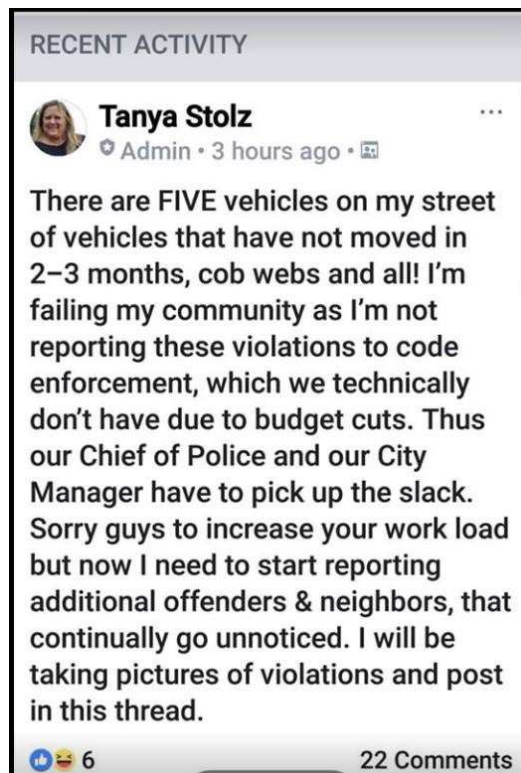 RECENT ACTIVITY
Tanya Stolz
Admin • 3 hours ago •
There are FIVE vehicles on my street
of vehicles that have not moved in
2–3 months, cob webs and all! I'm
failing my community as I'm not
reporting these violations to code
enforcement, which we technically
don't have due to budget cuts. Thus
our Chief of Police and our City
Manager have to pick up the slack.
Sorry guys to increase your work load
but now I need to start reporting
additional offenders & neighbors, that
continually go unnoticed. I will be
taking pictures of violations and post
in this thread.
6 22 Comments